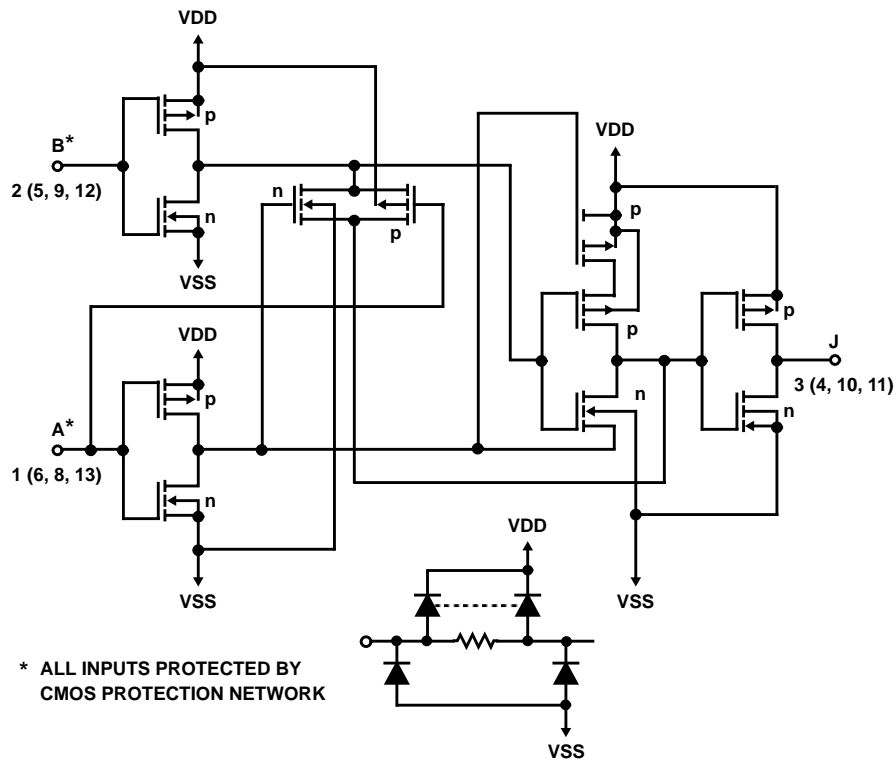 VDD
p
B*
2 (5, 9, 12)
n
VSS
n
p
VDD
p
p
n
p
J
3 (4, 10, 11)
n
VDD
p
A*
1 (6, 8, 13)
n
VSS
VSS
VDD
VSS
* ALL INPUTS PROTECTED BY
CMOS PROTECTION NETWORK